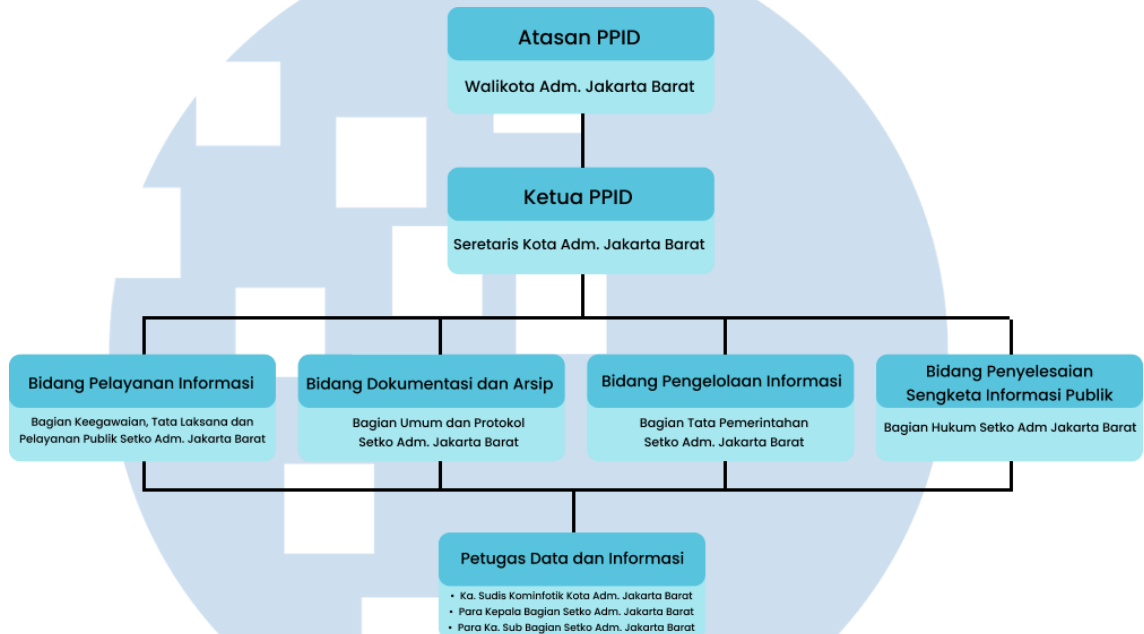 Atasan PPID
Walikota Adm. Jakarta Barat
Ketua PPID
Seretaris Kota Adm. Jakarta Barat
Bidang Pelayanan Informasi
Bagian Keegawaian, Tata Laksana dan
Pelayanan Publik Setko Adm. Jakarta Barat
Bidang Dokumentasi dan Arsip
Bagian Umum dan Protokol
Setko Adm. Jakarta Barat
Bidang Pengelolaan Informasi
Bagian Tata Pemerintahan
Setko Adm. Jakarta Barat
Bidang Penyelesaian
Sengketa Informasi Publik
Bagian Hukum Setko Adm Jakarta Barat
Petugas Data dan Informasi
• Ka. Sudis Kominfotik Kota Adm. Jakarta Barat
• Para Kepala Bagian Setko Adm. Jakarta Barat
• Para Ka. Sub Bagian Setko Adm. Jakarta Barat